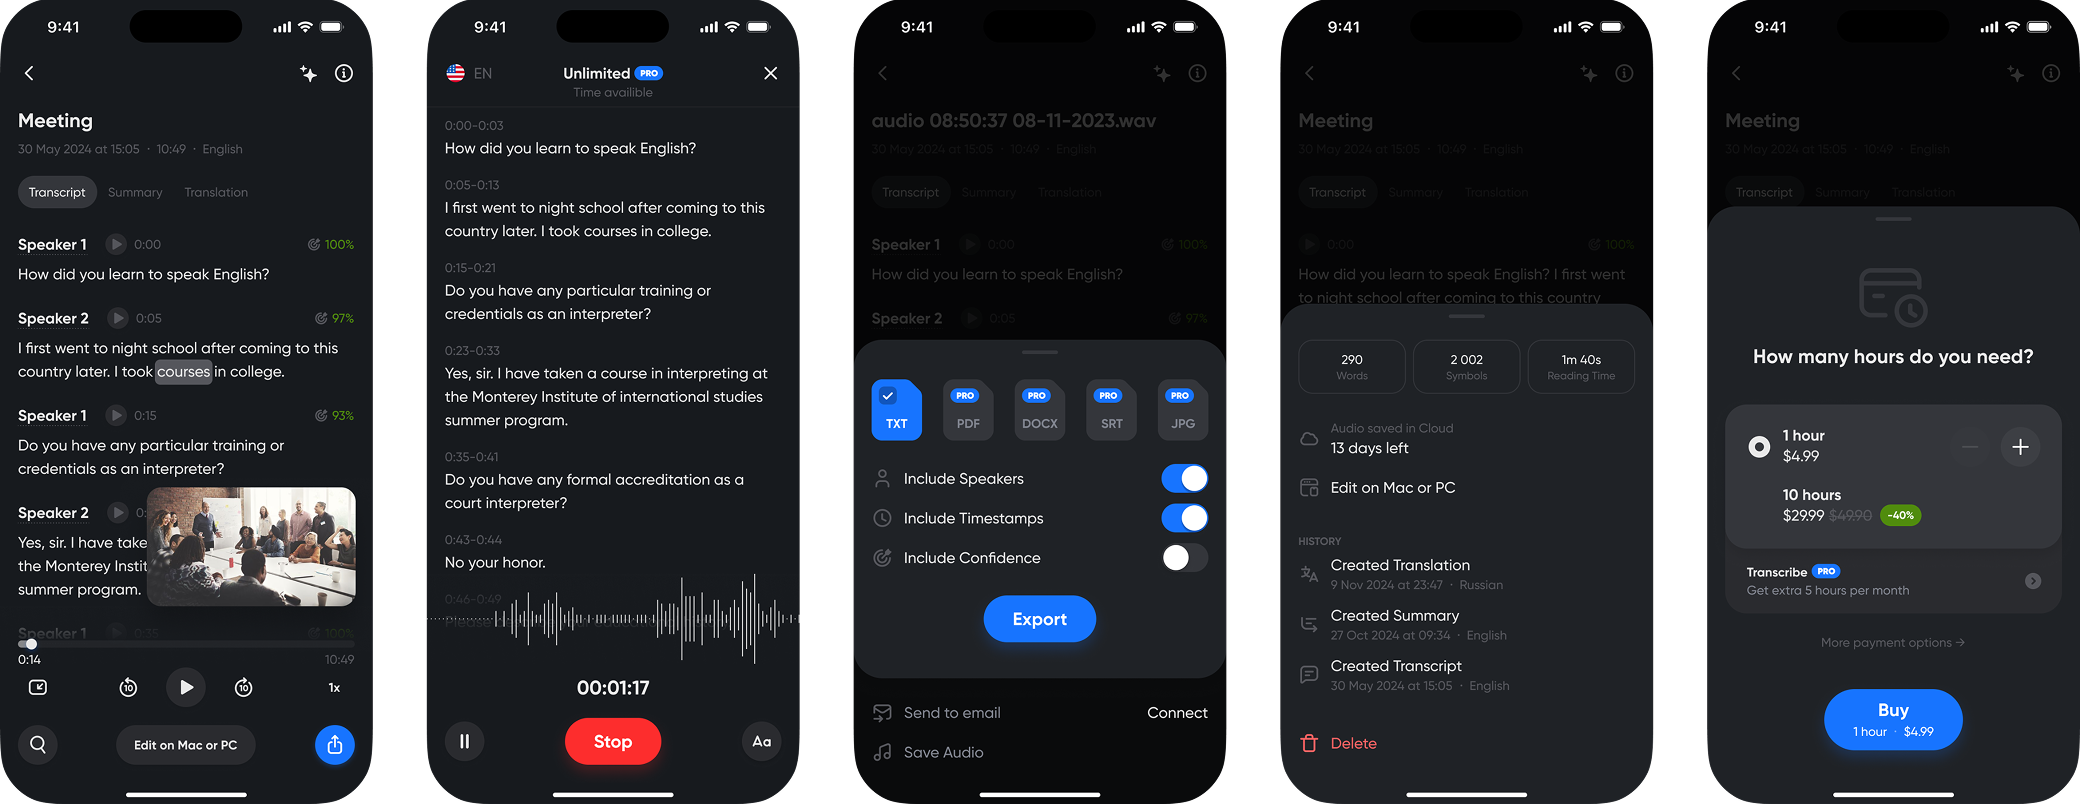 9:41
Meeting
30 May 2024 at 15:05 · 10:49 · English
Transcript Summary Translation
Speaker 1 0:00 100%
How did you learn to speak English?
Speaker 2 0:05 97%
I first went to night school after coming to this
country later. I took courses in college.
Speaker 1 0:15 93%
Do you have any particular training or
credentials as an interpreter?
Speaker 2 0:
Yes, sir. I have take
the Monterey Instit
summer program.
Speaker 1 0:35 100%
0:14 10:49
10 10 1x
Edit on Mac or PC
9:41
EN Unlimited PRO
Time availible
0:00-0:03
How did you learn to speak English?
0:05-0:13
I first went to night school after coming to this
country later. I took courses in college.
0:15-0:21
Do you have any particular training or
credentials as an interpreter?
0:23-0:33
Yes, sir. I have taken a course in interpreting at
the Monterey Institute of international studies
summer program.
0:35-0:41
Do you have any formal accreditation as a
court interpreter?
0:43-0:44
No your honor.
0:46-0:49
00:01:17
Stop Aa
9:41
audio 08:50:37 08-11-2023.wav
30 May 2024 at 15:05 · 10:49 · English
Transcript Summary Translation
Speaker 1 0:00 100%
How did you learn to speak English?
Speaker 2 0:05 97%
PRO PRO PRO PRO
TXT PDF DOCX SRT JPG
Include Speakers
Include Timestamps
Include Confidence
Export
Send to email Connect
Save Audio
9:41
Meeting
30 May 2024 at 15:05 · 10:49 · English
Transcript Summary Translation
0:00 100%
How did you learn to speak English? I first went
to night school after coming to this country
290 2 002 1m 40s
Words Symbols Reading Time
Audio saved in Cloud
13 days left
Edit on Mac or PC
HISTORY
Created Translation
9 Nov 2024 at 23:47 · Russian
Created Summary
27 Oct 2024 at 09:34 · English
Created Transcript
30 May 2024 at 15:05 · English
Delete
9:41
Meeting
30 May 2024 at 15:05 · 10:49 · English
Transcript Summary Translation
How many hours do you need?
1 hour
$4.99
10 hours
$29.99 $49.90 -40%
Transcribe PRO
Get extra 5 hours per month
More payment options →
Buy
1 hour · $4.99